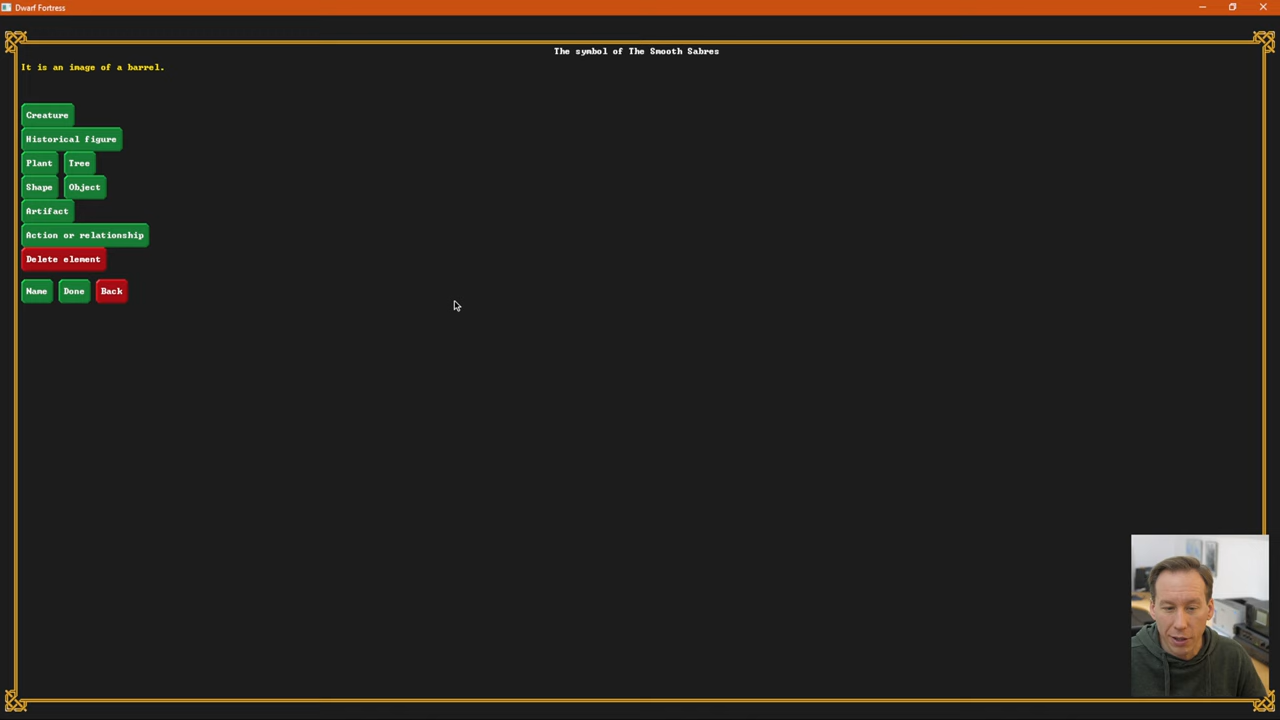 Dwarf Fortress
The symbol of The Smooth Sabres
It is an image of a barrel.
Creature
Historical figure
Plant Tree
Shape Object
Artifact
Action or relationship
Delete element
Name Done Back